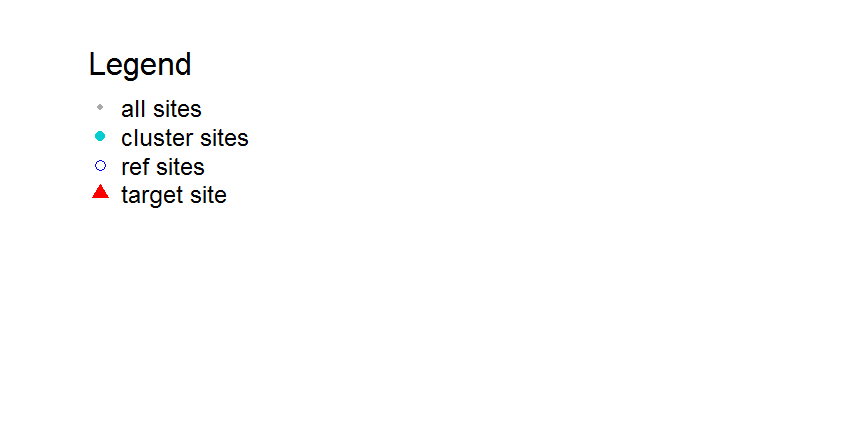 Legend
all sites
cluster sites
ref sites
target site